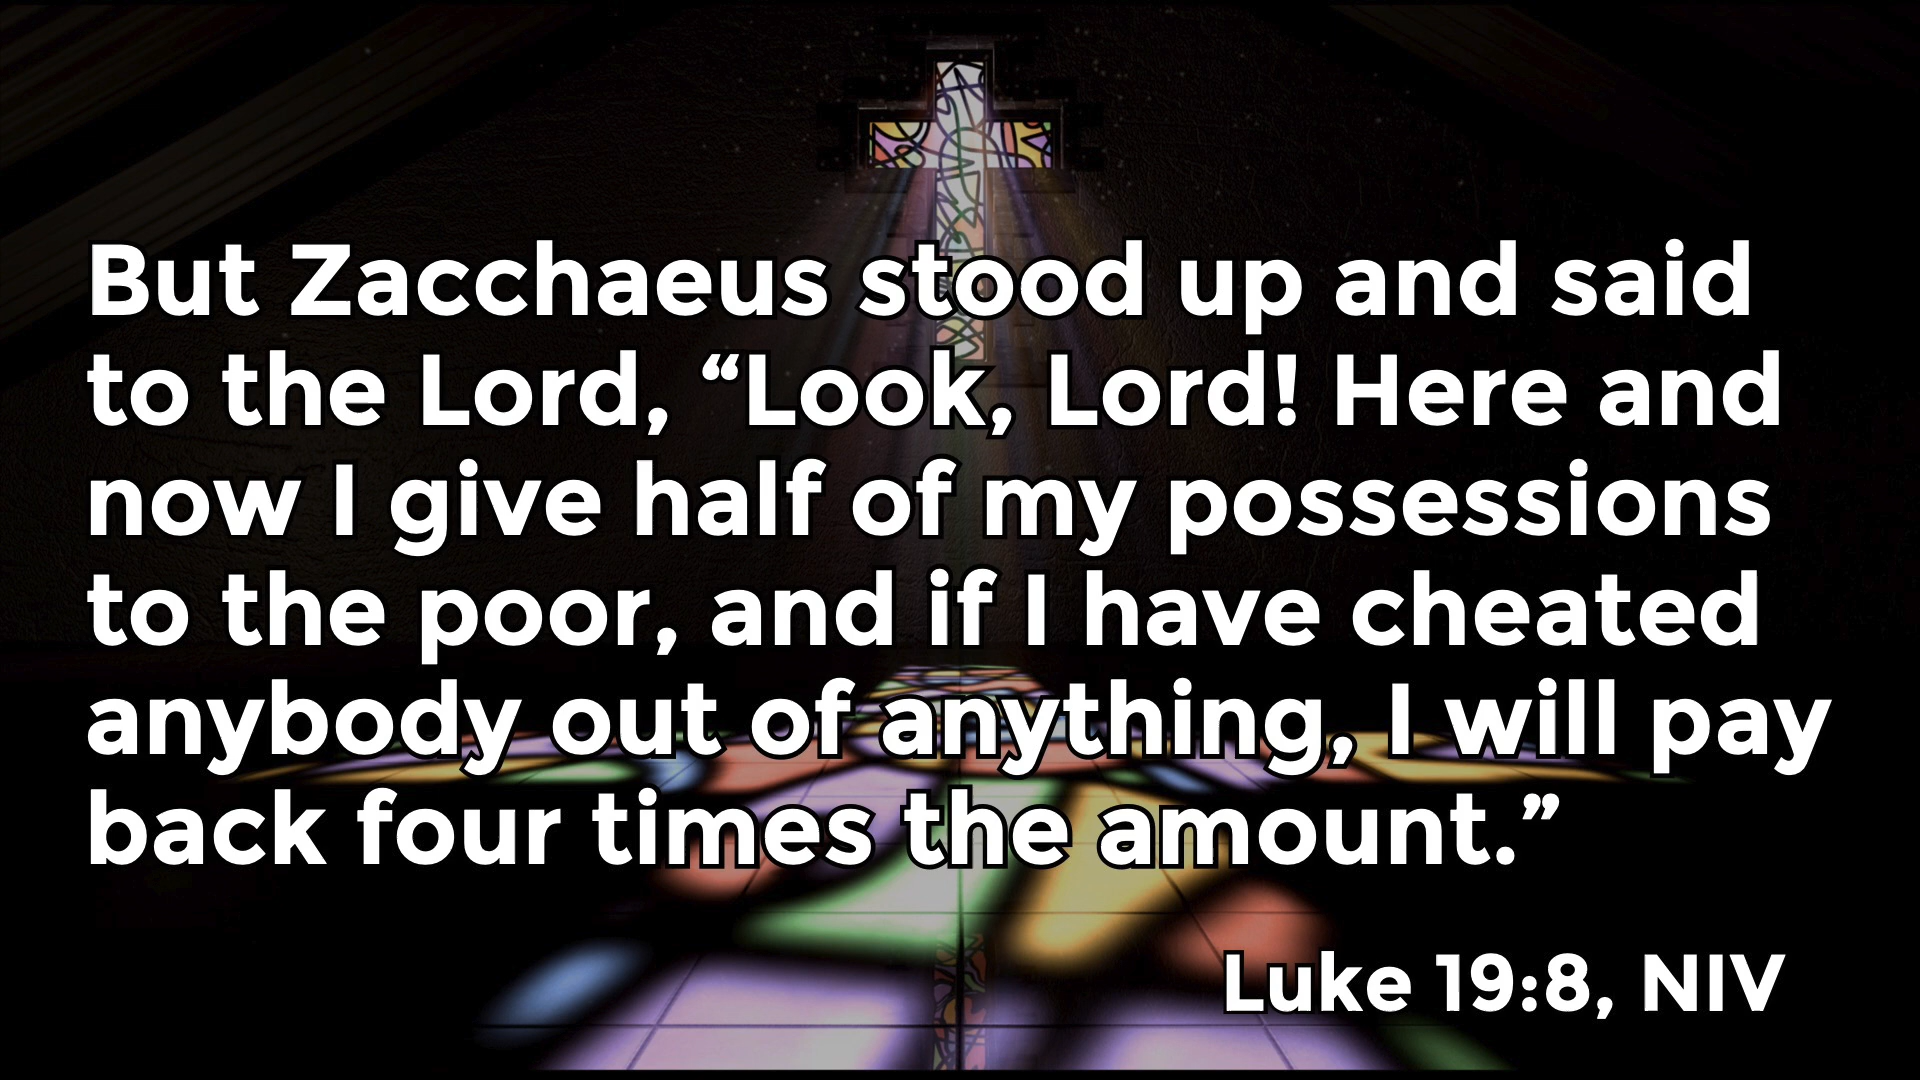 But Zacchaeus stood up and said
to the Lord, “Look, Lord! Here and
now I give half of my possessions
to the poor, and if I have cheated
anybody out of anything, I will pay
back four times the amount.”
Luke 19:8, NIV